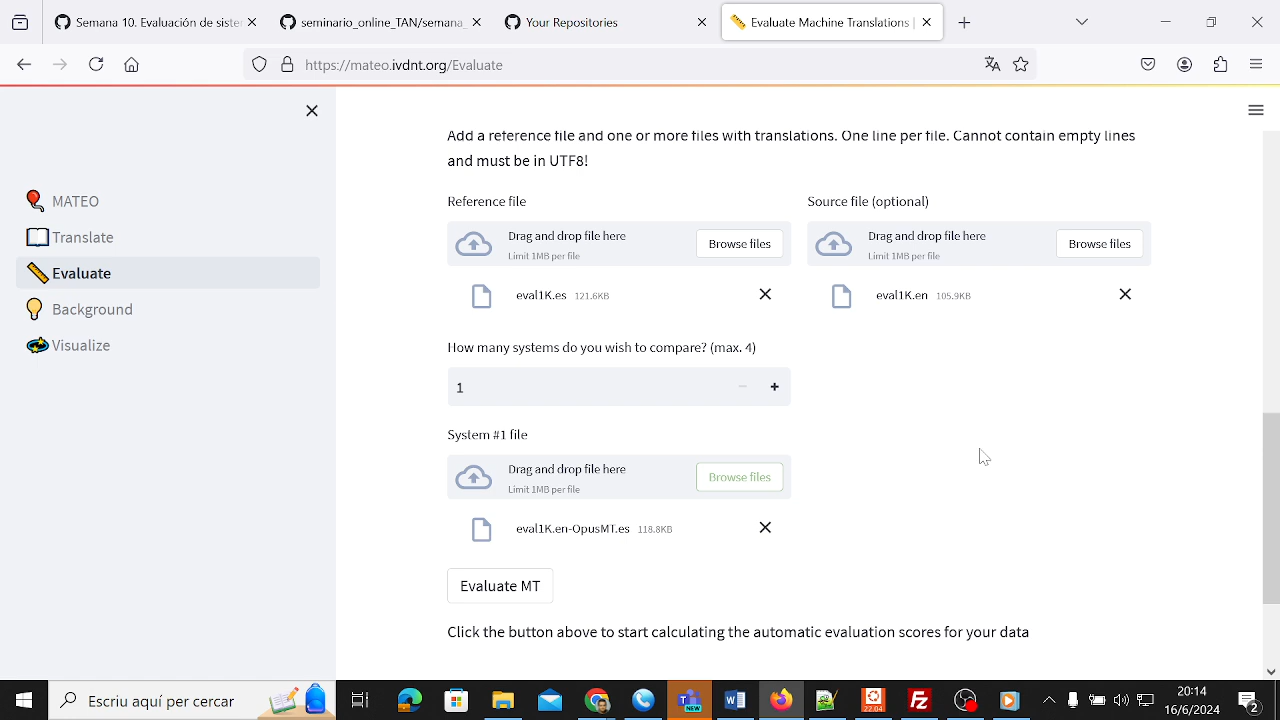 Semana 10. Evaluación de sister
seminario_online_TAN/semana_
Your Repositories
Evaluate Machine Translations |
https://mateo.ivdnt.org/Evaluate
MATEO
Translate
Evaluate
Background
Visualize
Add a reference file and one or more files with translations. One line per file. Cannot contain empty lines
and must be in UTF8!
Reference file
Source file (optional)
Drag and drop file here
Limit 1MB per file
Browse files
Drag and drop file here
Limit 1MB per file
Browse files
eval1K.es 121.6KB
eval1K.en 105.9KB
How many systems do you wish to compare? (max. 4)
1
System #1 file
Drag and drop file here
Limit 1MB per file
Browse files
eval1K.en-OpusMT.es 118.8KB
Evaluate MT
Click the button above to start calculating the automatic evaluation scores for your data
Escriu aquí per cercar
NEW
22.04
20:14
16/6/2024
2